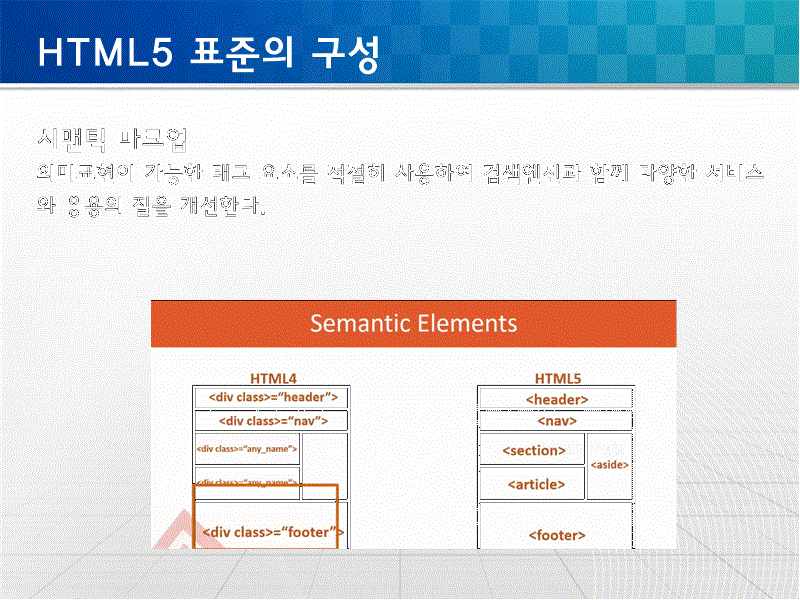 HTML5 표준의 구성
시맨틱 마크업
의미표현이 가능한 태그 요소를 적절히 사용하여 검색엔진과 함께 다양한 서비스
와 응용의 질을 개선한다.
Semantic Elements
HTML4
HTML5
<div class>=“header”>
<header>
<div class>=“nav”>
<nav>
<div class>=“any_name”>
<section>
<aside>
<div class>=“any_name”>
<article>
<div class>=“footer”>
<footer>